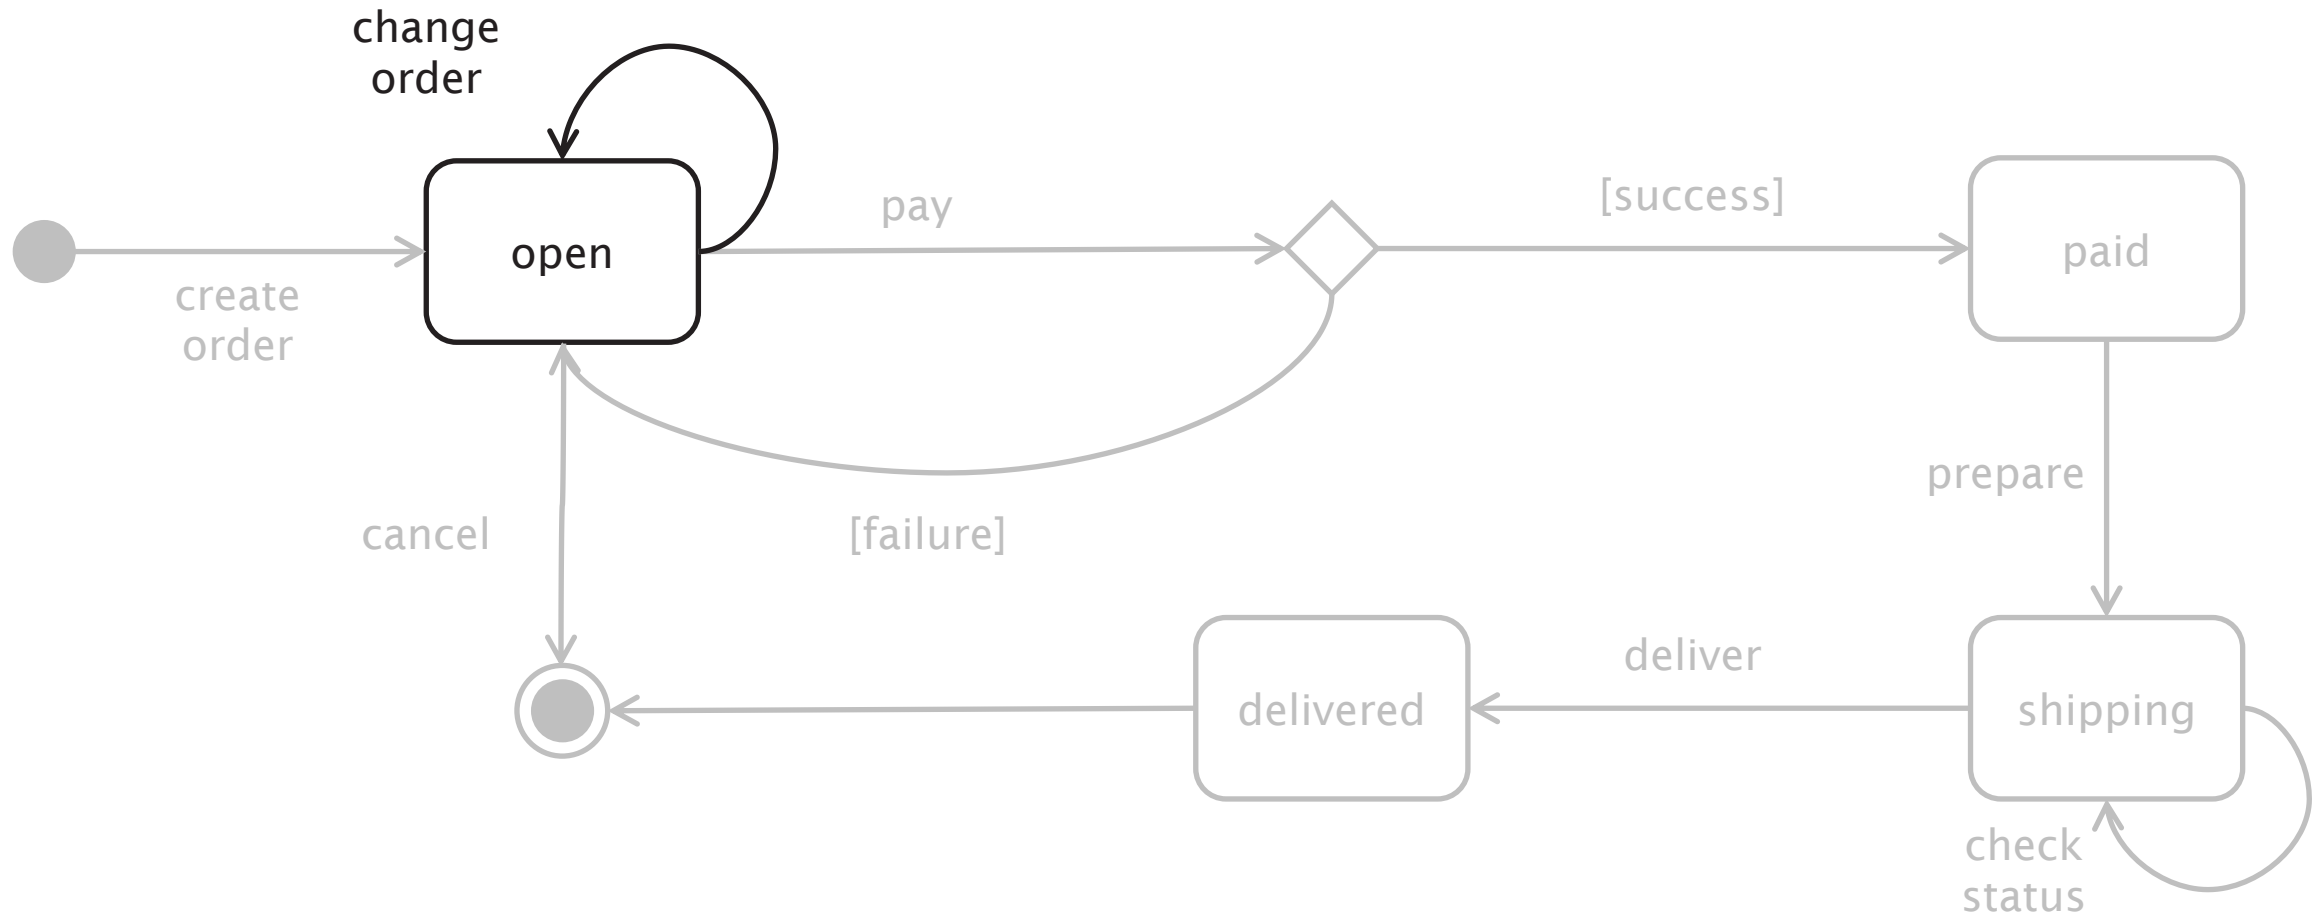 change
order
open
pay
[success]
paid
create
order
prepare
cancel
[failure]
deliver
delivered
shipping
check
status